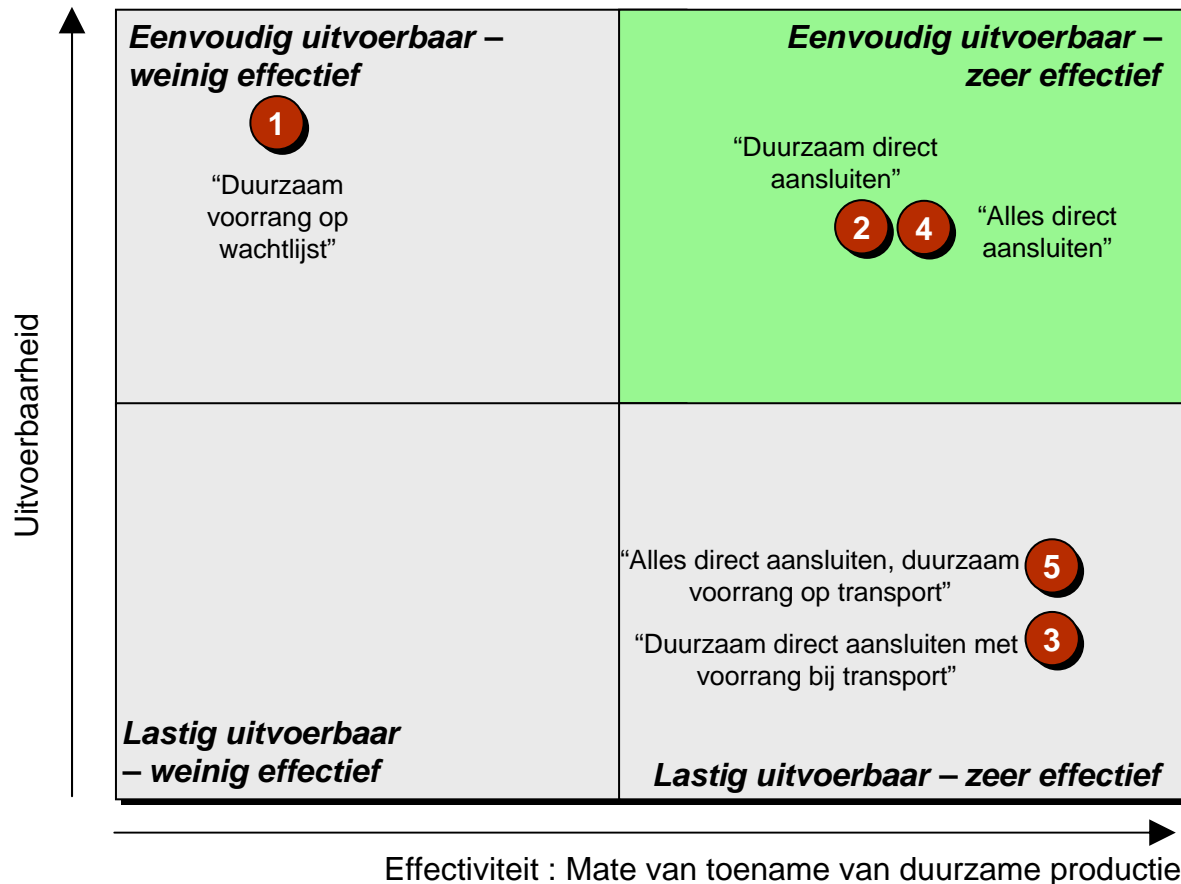 Eenvoudig uitvoerbaar –
weinig effectief
1
“Duurzaam
voorrang op
wachtlijst”
Eenvoudig uitvoerbaar –
zeer effectief
“Duurzaam direct
aansluiten”
2
4
“Alles direct
aansluiten”
Uitvoerbaarheid
“Alles direct aansluiten, duurzaam
voorrang op transport”
5
“Duurzaam direct aansluiten met
voorrang bij transport”
3
Lastig uitvoerbaar
– weinig effectief
Lastig uitvoerbaar – zeer effectief
Effectiviteit : Mate van toename van duurzame productie